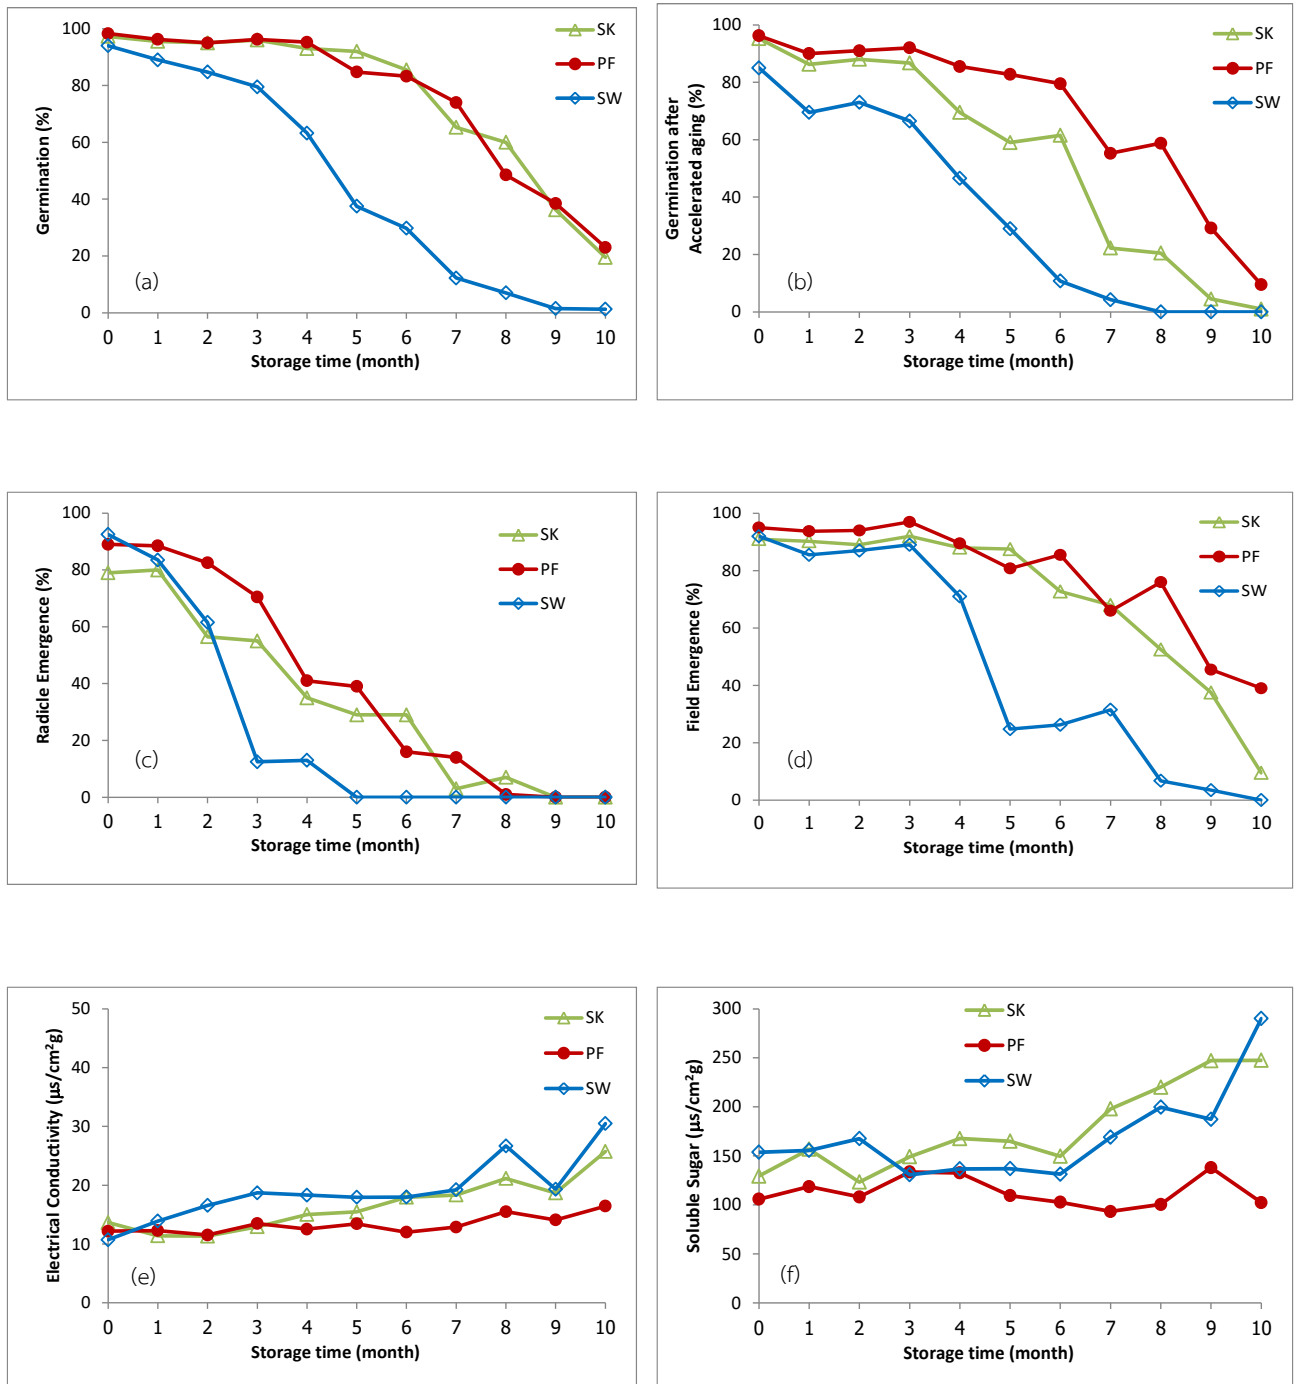 100
80
60
40
20
0
Germination (%)
SK
PF
SW
(a)
0 1 2 3 4 5 6 7 8 9 10
Storage time (month)
100
80
60
40
20
0
Germination after
Accelerated aging (%)
SK
PF
SW
(b)
0 1 2 3 4 5 6 7 8 9 10
Storage time (month)
100
80
60
40
20
0
Radicle Emergence (%)
SK
PF
SW
(c)
0 1 2 3 4 5 6 7 8 9 10
Storage time (month)
100
80
60
40
20
0
Field Emergence (%)
SK
PF
SW
(d)
0 1 2 3 4 5 6 7 8 9 10
Storage time (month)
50
40
30
20
10
0
Electrical Conductivity (µs/cm²g)
SK
PF
SW
(e)
0 1 2 3 4 5 6 7 8 9 10
Storage time (month)
300
250
200
150
100
50
0
Soluble Sugar (µs/cm²g)
SK
PF
SW
(f)
0 1 2 3 4 5 6 7 8 9 10
Storage time (month)